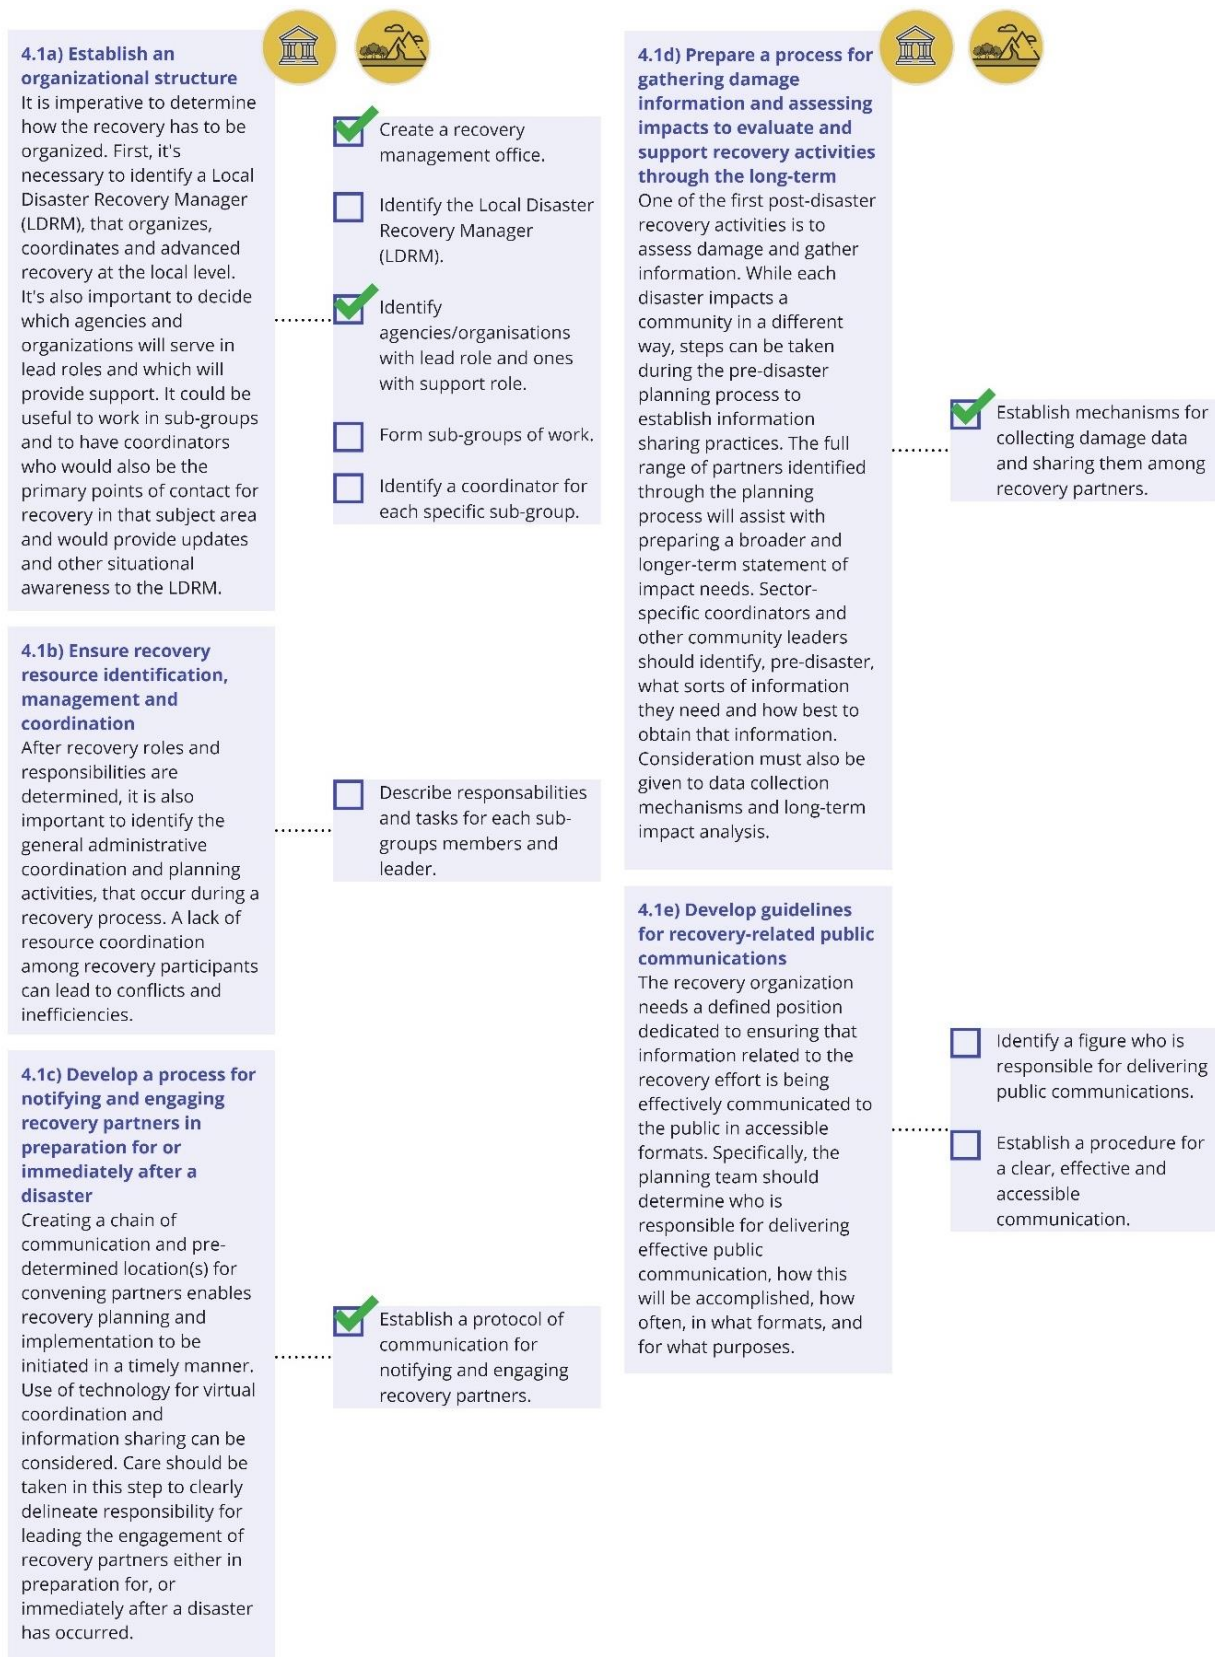 4.1a) Establish an
organizational structure
It is imperative to determine
how the recovery has to be
organized. First, it's
necessary to identify a Local
Disaster Recovery Manager
(LDRM), that organizes,
coordinates and advanced
recovery at the local level.
It's also important to decide
which agencies and
organizations will serve in
lead roles and which will
provide support. It could be
useful to work in sub-groups
and to have coordinators
who would also be the
primary points of contact for
recovery in that subject area
and would provide updates
and other situational
awareness to the LDRM.
Create a recovery
management office.
Identify the Local Disaster
Recovery Manager
(LDRM).
Identify
agencies/organisations
with lead role and ones
with support role.
Form sub-groups of work.
Identify a coordinator for
each specific sub-group.
4.1b) Ensure recovery
resource identification,
management and
coordination
After recovery roles and
responsibilities are
determined, it is also
important to identify the
general administrative
coordination and planning
activities, that occur during a
recovery process. A lack of
resource coordination
among recovery participants
can lead to conflicts and
inefficiencies.
Describe responsabilities
and tasks for each sub-
groups members and
leader.
4.1c) Develop a process for
notifying and engaging
recovery partners in
preparation for or
immediately after a
disaster
Creating a chain of
communication and pre-
determined location(s) for
convening partners enables
recovery planning and
implementation to be
initiated in a timely manner.
Use of technology for virtual
coordination and
information sharing can be
considered. Care should be
taken in this step to clearly
delineate responsibility for
leading the engagement of
recovery partners either in
preparation for, or
immediately after a disaster
has occurred.
Establish a protocol of
communication for
notifying and engaging
recovery partners.
4.1d) Prepare a process for
gathering damage
information and assessing
impacts to evaluate and
support recovery activities
through the long-term
One of the first post-disaster
recovery activities is to
assess damage and gather
information. While each
disaster impacts a
community in a different
way, steps can be taken
during the pre-disaster
planning process to
establish information
sharing practices. The full
range of partners identified
through the planning
process will assist with
preparing a broader and
longer-term statement of
impact needs. Sector-
specific coordinators and
other community leaders
should identify, pre-disaster,
what sorts of information
they need and how best to
obtain that information.
Consideration must also be
given to data collection
mechanisms and long-term
impact analysis.
Establish mechanisms for
collecting damage data
and sharing them among
recovery partners.
4.1e) Develop guidelines
for recovery-related public
communications
The recovery organization
needs a defined position
dedicated to ensuring that
information related to the
recovery effort is being
effectively communicated to
the public in accessible
formats. Specifically, the
planning team should
determine who is
responsible for delivering
effective public
communication, how this
will be accomplished, how
often, in what formats, and
for what purposes.
Identify a figure who is
responsible for delivering
public communications.
Establish a procedure for
a clear, effective and
accessible
communication.